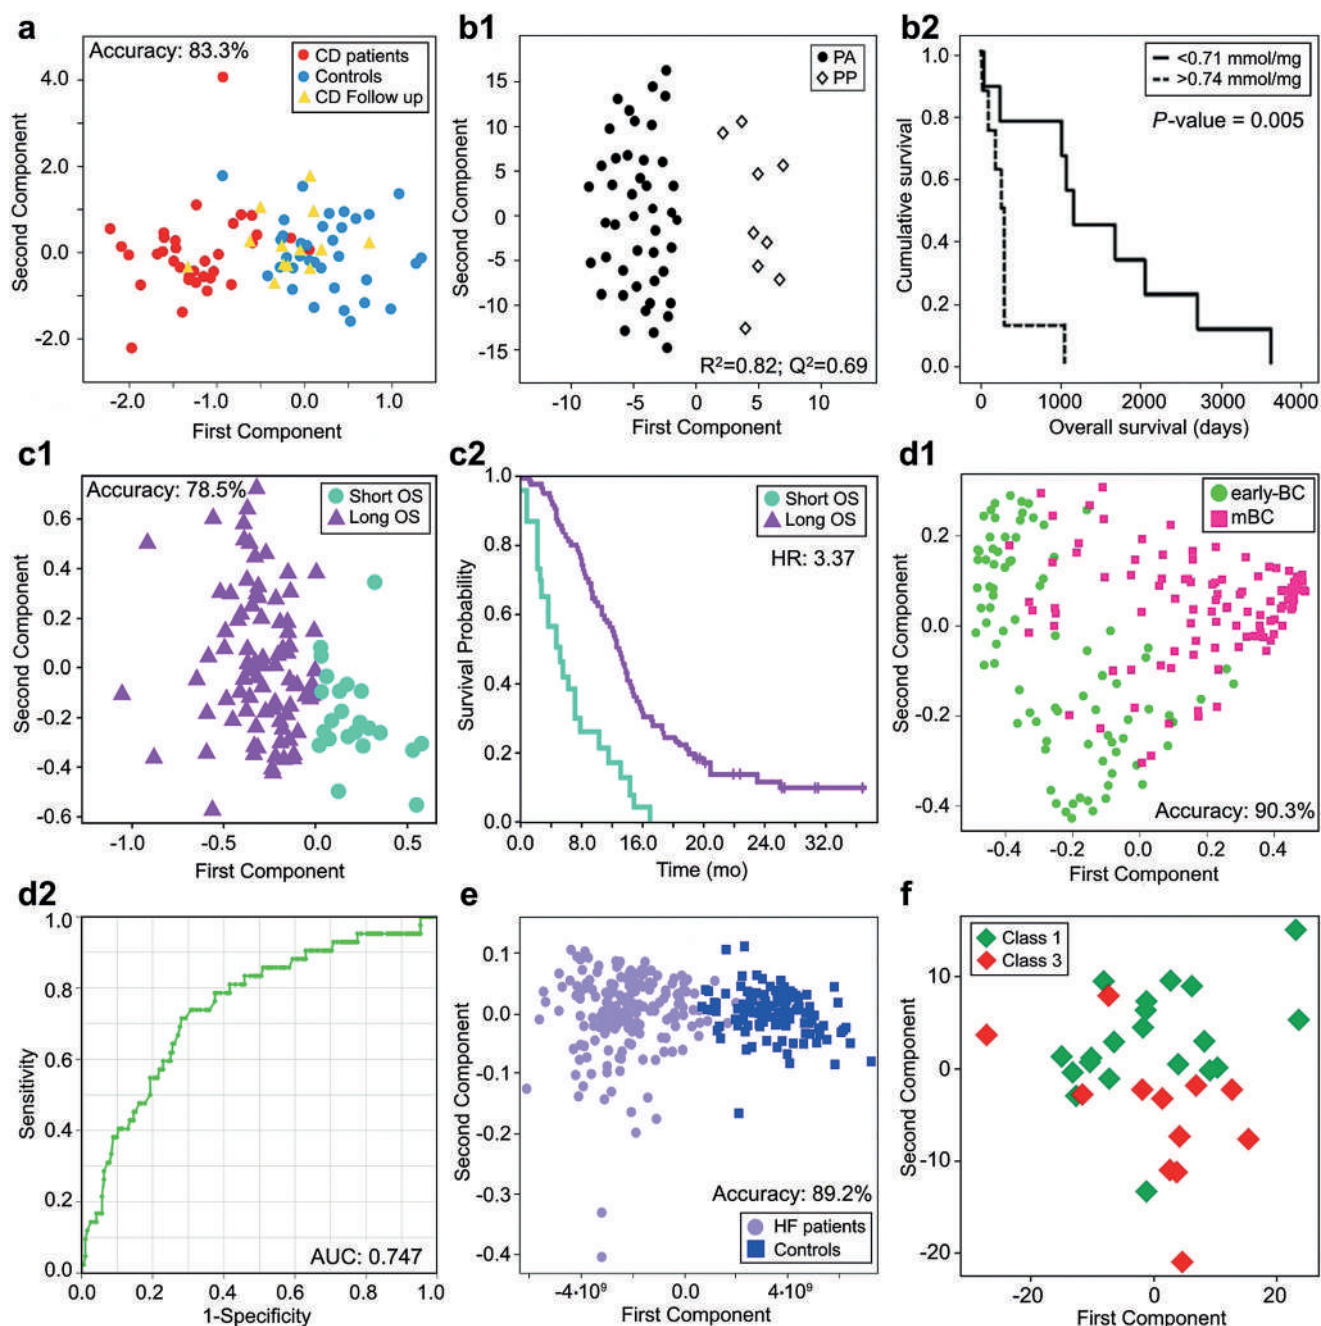 a
Accuracy: 83.3%
CD patients
Controls
CD Follow up
4.0
2.0
0.0
-2.0
Second Component
-2.0 -1.0 0.0 1.0
First Component
b1
PA
PP
15
10
5
0
-5
-10
-15
Second Component
R²=0.82; Q²=0.69
-10 -5 0 5 10
First Component
b2
<0.71 mmol/mg
>0.74 mmol/mg
P-value = 0.005
1.0
0.8
0.6
0.4
0.2
0.0
Cumulative survival
0 1000 2000 3000 4000
Overall survival (days)
c1
Accuracy: 78.5%
Short OS
Long OS
0.6
0.4
0.2
0.0
-0.2
-0.4
-0.6
Second Component
-1.0 -0.5 0.0 0.5
First Component
c2
Short OS
Long OS
HR: 3.37
1.0
0.8
0.6
0.4
0.2
0.0
Survival Probability
0.0 8.0 16.0 20.0 24.0 32.0
Time (mo)
d1
early-BC
mBC
0.2
0.0
-0.2
-0.4
Second Component
Accuracy: 90.3%
-0.4 -0.2 0.0 0.2 0.4
First Component
d2
1.0
0.8
0.6
0.4
0.2
0.0
Sensitivity
AUC: 0.747
0.0 0.2 0.4 0.6 0.8 1.0
1-Specificity
e
0.1
0.0
-0.1
-0.2
-0.3
-0.4
Second Component
Accuracy: 89.2%
HF patients
Controls
-4•10⁹ 0.0 4•10⁹
First Component
f
Class 1
Class 3
10
0
-10
-20
Second Component
-20 0 20
First Component